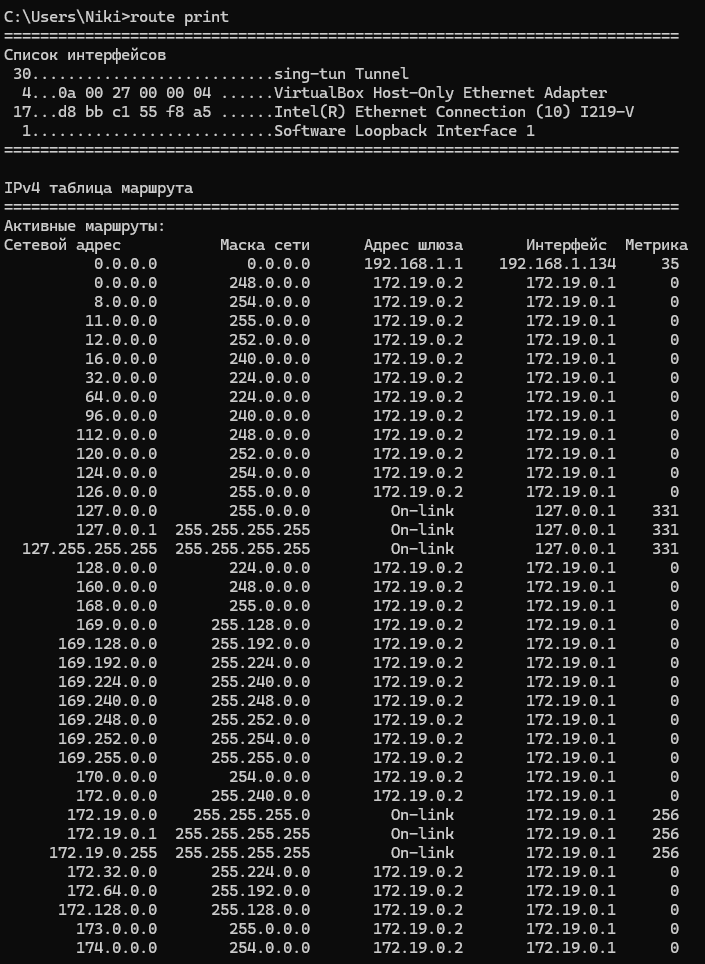 C:\Users\Niki>route print
===========================================================================
Список интерфейсов
 30...........................sing-tun Tunnel
  4...0a 00 27 00 00 04 ......VirtualBox Host-Only Ethernet Adapter
 17...d8 bb c1 55 f8 a5 ......Intel(R) Ethernet Connection (10) I219-V
  1...........................Software Loopback Interface 1
===========================================================================
IPv4 таблица маршрута
===========================================================================
Активные маршруты:
Сетевой адрес           Маска сети      Адрес шлюза       Интерфейс  Метрика
0.0.0.0          0.0.0.0      192.168.1.1    192.168.1.134     35
0.0.0.0        248.0.0.0       172.19.0.2       172.19.0.1      0
8.0.0.0        254.0.0.0       172.19.0.2       172.19.0.1      0
11.0.0.0        255.0.0.0       172.19.0.2       172.19.0.1      0
12.0.0.0        252.0.0.0       172.19.0.2       172.19.0.1      0
16.0.0.0        240.0.0.0       172.19.0.2       172.19.0.1      0
32.0.0.0        224.0.0.0       172.19.0.2       172.19.0.1      0
64.0.0.0        224.0.0.0       172.19.0.2       172.19.0.1      0
96.0.0.0        240.0.0.0       172.19.0.2       172.19.0.1      0
112.0.0.0        248.0.0.0       172.19.0.2       172.19.0.1      0
120.0.0.0        252.0.0.0       172.19.0.2       172.19.0.1      0
124.0.0.0        254.0.0.0       172.19.0.2       172.19.0.1      0
126.0.0.0        255.0.0.0       172.19.0.2       172.19.0.1      0
127.0.0.0        255.0.0.0         On-link         127.0.0.1    331
127.0.0.1  255.255.255.255         On-link         127.0.0.1    331
127.255.255.255  255.255.255.255         On-link         127.0.0.1    331
128.0.0.0        224.0.0.0       172.19.0.2       172.19.0.1      0
160.0.0.0        248.0.0.0       172.19.0.2       172.19.0.1      0
168.0.0.0        255.0.0.0       172.19.0.2       172.19.0.1      0
169.0.0.0      255.128.0.0       172.19.0.2       172.19.0.1      0
169.128.0.0      255.192.0.0       172.19.0.2       172.19.0.1      0
169.192.0.0      255.224.0.0       172.19.0.2       172.19.0.1      0
169.224.0.0      255.240.0.0       172.19.0.2       172.19.0.1      0
169.240.0.0      255.248.0.0       172.19.0.2       172.19.0.1      0
169.248.0.0      255.252.0.0       172.19.0.2       172.19.0.1      0
169.252.0.0      255.254.0.0       172.19.0.2       172.19.0.1      0
169.255.0.0      255.255.0.0       172.19.0.2       172.19.0.1      0
170.0.0.0        254.0.0.0       172.19.0.2       172.19.0.1      0
172.0.0.0      255.240.0.0       172.19.0.2       172.19.0.1      0
172.19.0.0    255.255.255.0         On-link        172.19.0.1    256
172.19.0.1  255.255.255.255         On-link        172.19.0.1    256
172.19.0.255  255.255.255.255         On-link        172.19.0.1    256
172.32.0.0      255.224.0.0       172.19.0.2       172.19.0.1      0
172.64.0.0      255.192.0.0       172.19.0.2       172.19.0.1      0
172.128.0.0      255.128.0.0       172.19.0.2       172.19.0.1      0
173.0.0.0        255.0.0.0       172.19.0.2       172.19.0.1      0
174.0.0.0        254.0.0.0       172.19.0.2       172.19.0.1      0